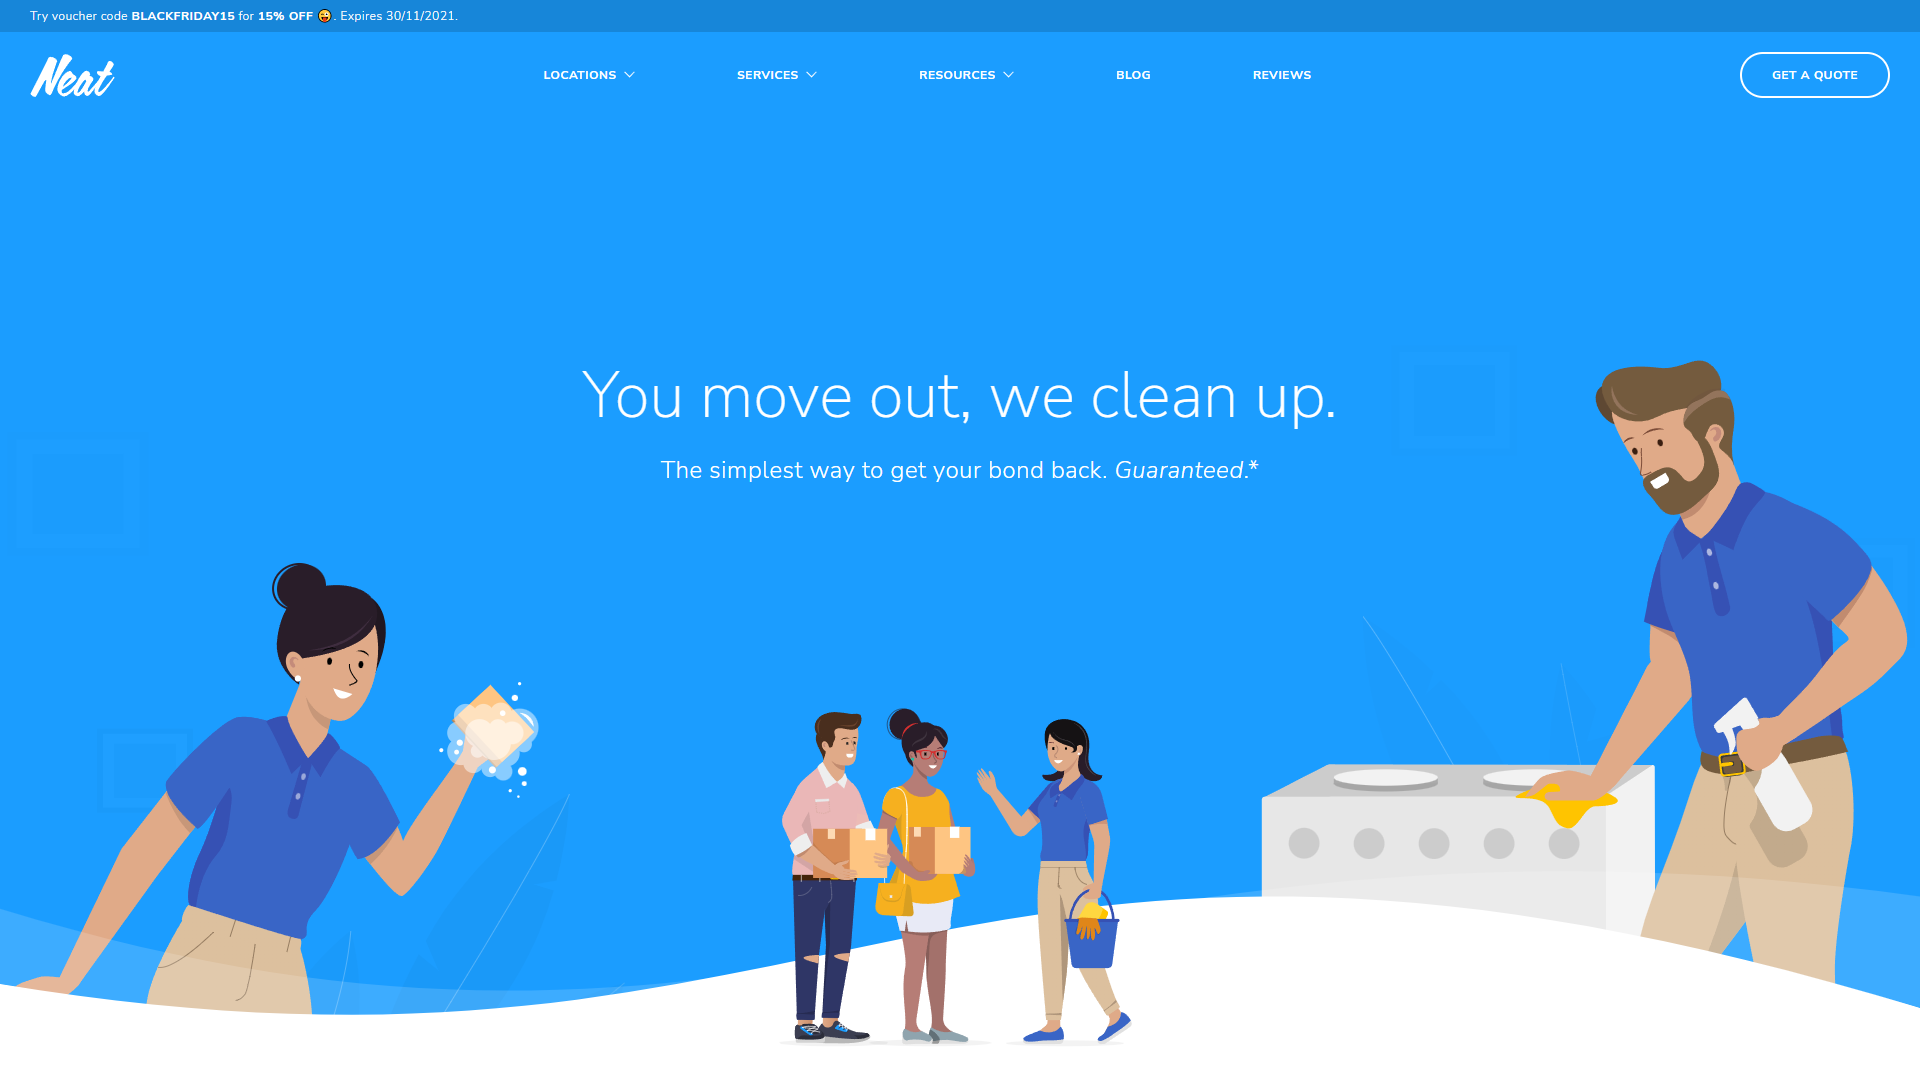 Try voucher code BLACKFRIDAY15 for 15% OFF 😜. Expires 30/11/2021.
Neat
LOCATIONS
SERVICES
RESOURCES
BLOG
REVIEWS
GET A QUOTE
You move out, we clean up.
The simplest way to get your bond back. Guaranteed.*